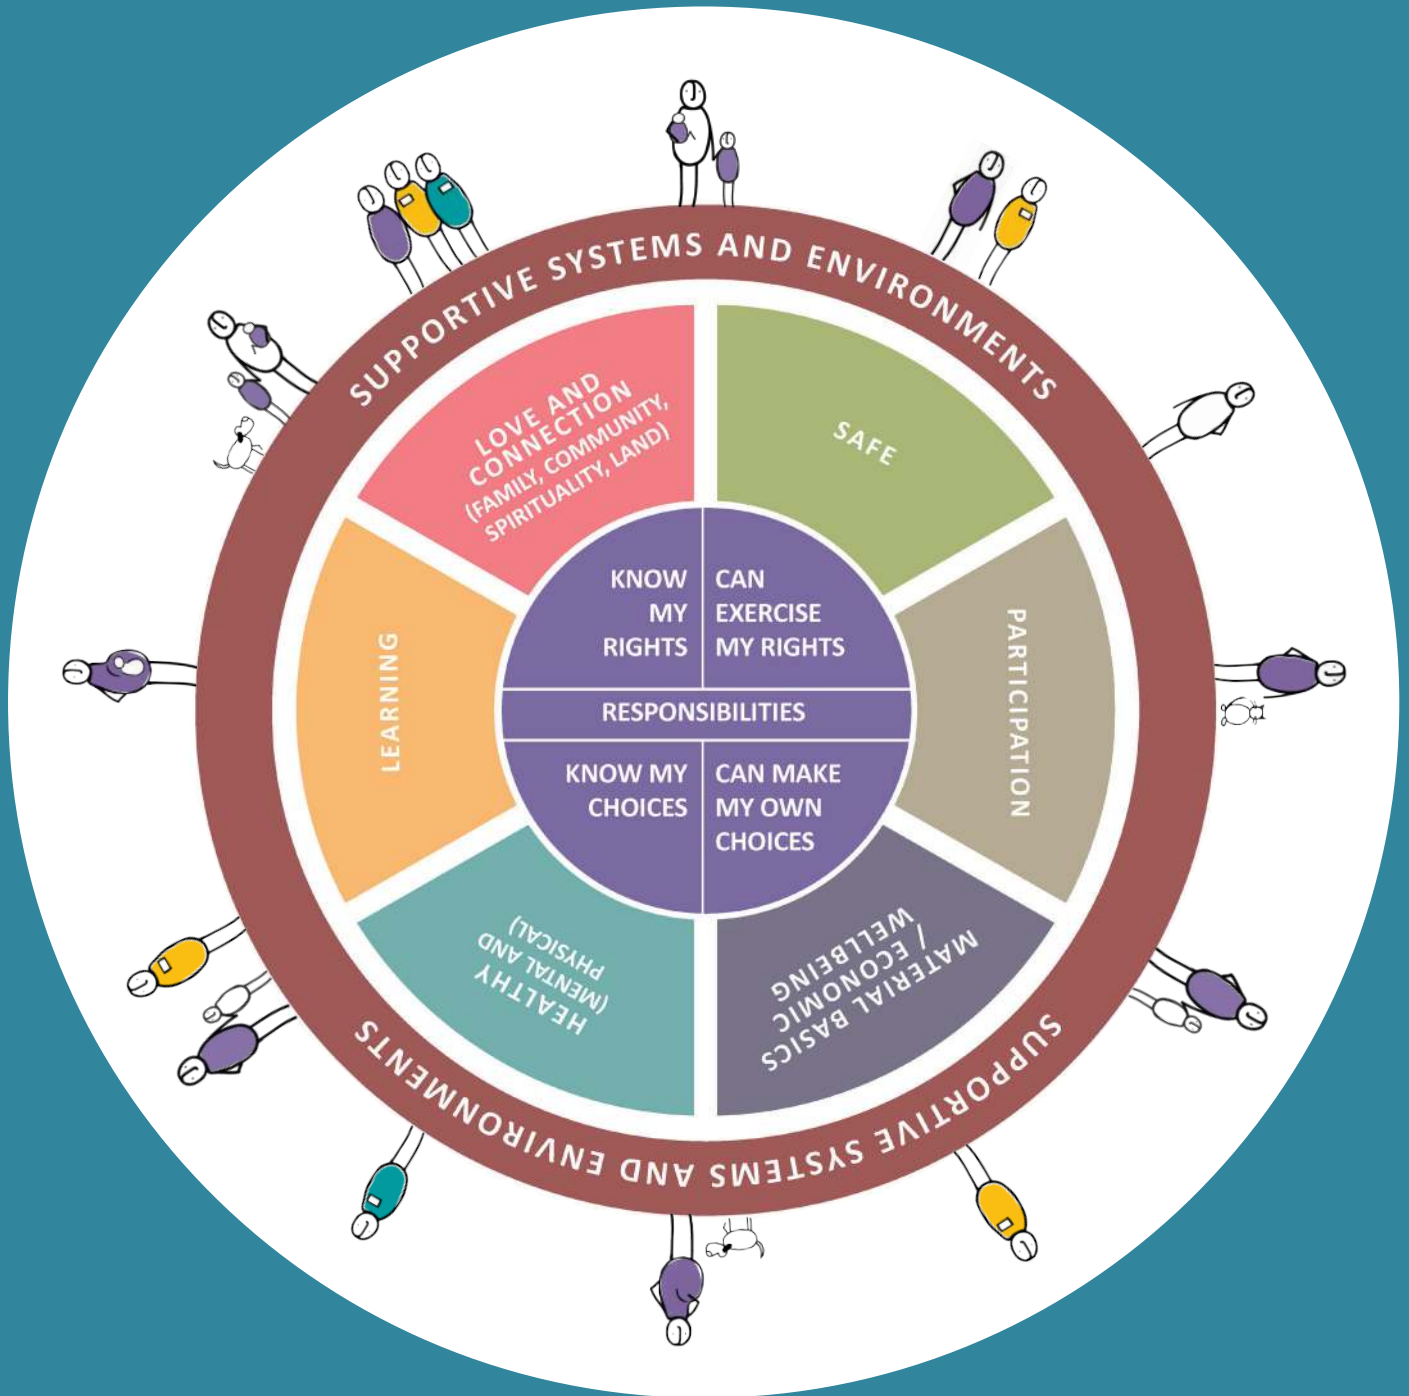 SUPPORTIVE SYSTEMS AND ENVIRONMENTS
LOVE AND
CONNECTION
(FAMILY, COMMUNITY,
SPIRITUALITY, LAND)
SAFE
PARTICIPATION
MATERIAL BASICS
/ ECONOMIC
WELLBEING
HEALTHY
(MENTAL AND
PHYSICAL)
LEARNING
KNOW
MY
RIGHTS
CAN
EXERCISE
MY RIGHTS
RESPONSIBILITIES
KNOW MY
CHOICES
CAN MAKE
MY OWN
CHOICES
SUPPORTIVE SYSTEMS AND ENVIRONMENTS